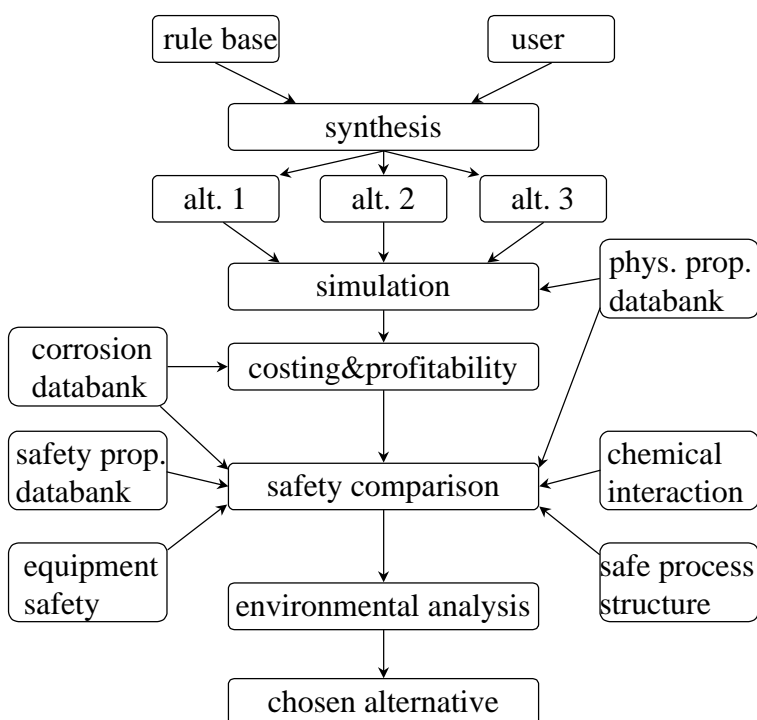 rule base
user
synthesis
alt. 1
alt. 2
alt. 3
simulation
phys. prop.
databank
corrosion
databank
costing&profitability
safety prop.
databank
safety comparison
chemical
interaction
equipment
safety
environmental analysis
safe process
structure
chosen alternative